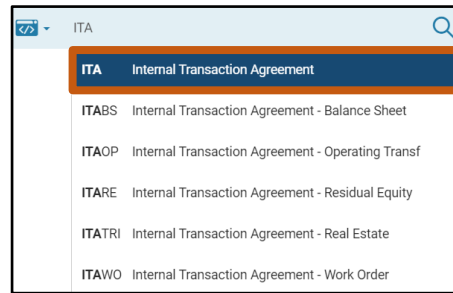 ITA
ITA Internal Transaction Agreement
ITABS Internal Transaction Agreement - Balance Sheet
ITAOP Internal Transaction Agreement - Operating Transf
ITARE Internal Transaction Agreement - Residual Equity
ITATRI Internal Transaction Agreement - Real Estate
ITAWO Internal Transaction Agreement - Work Order